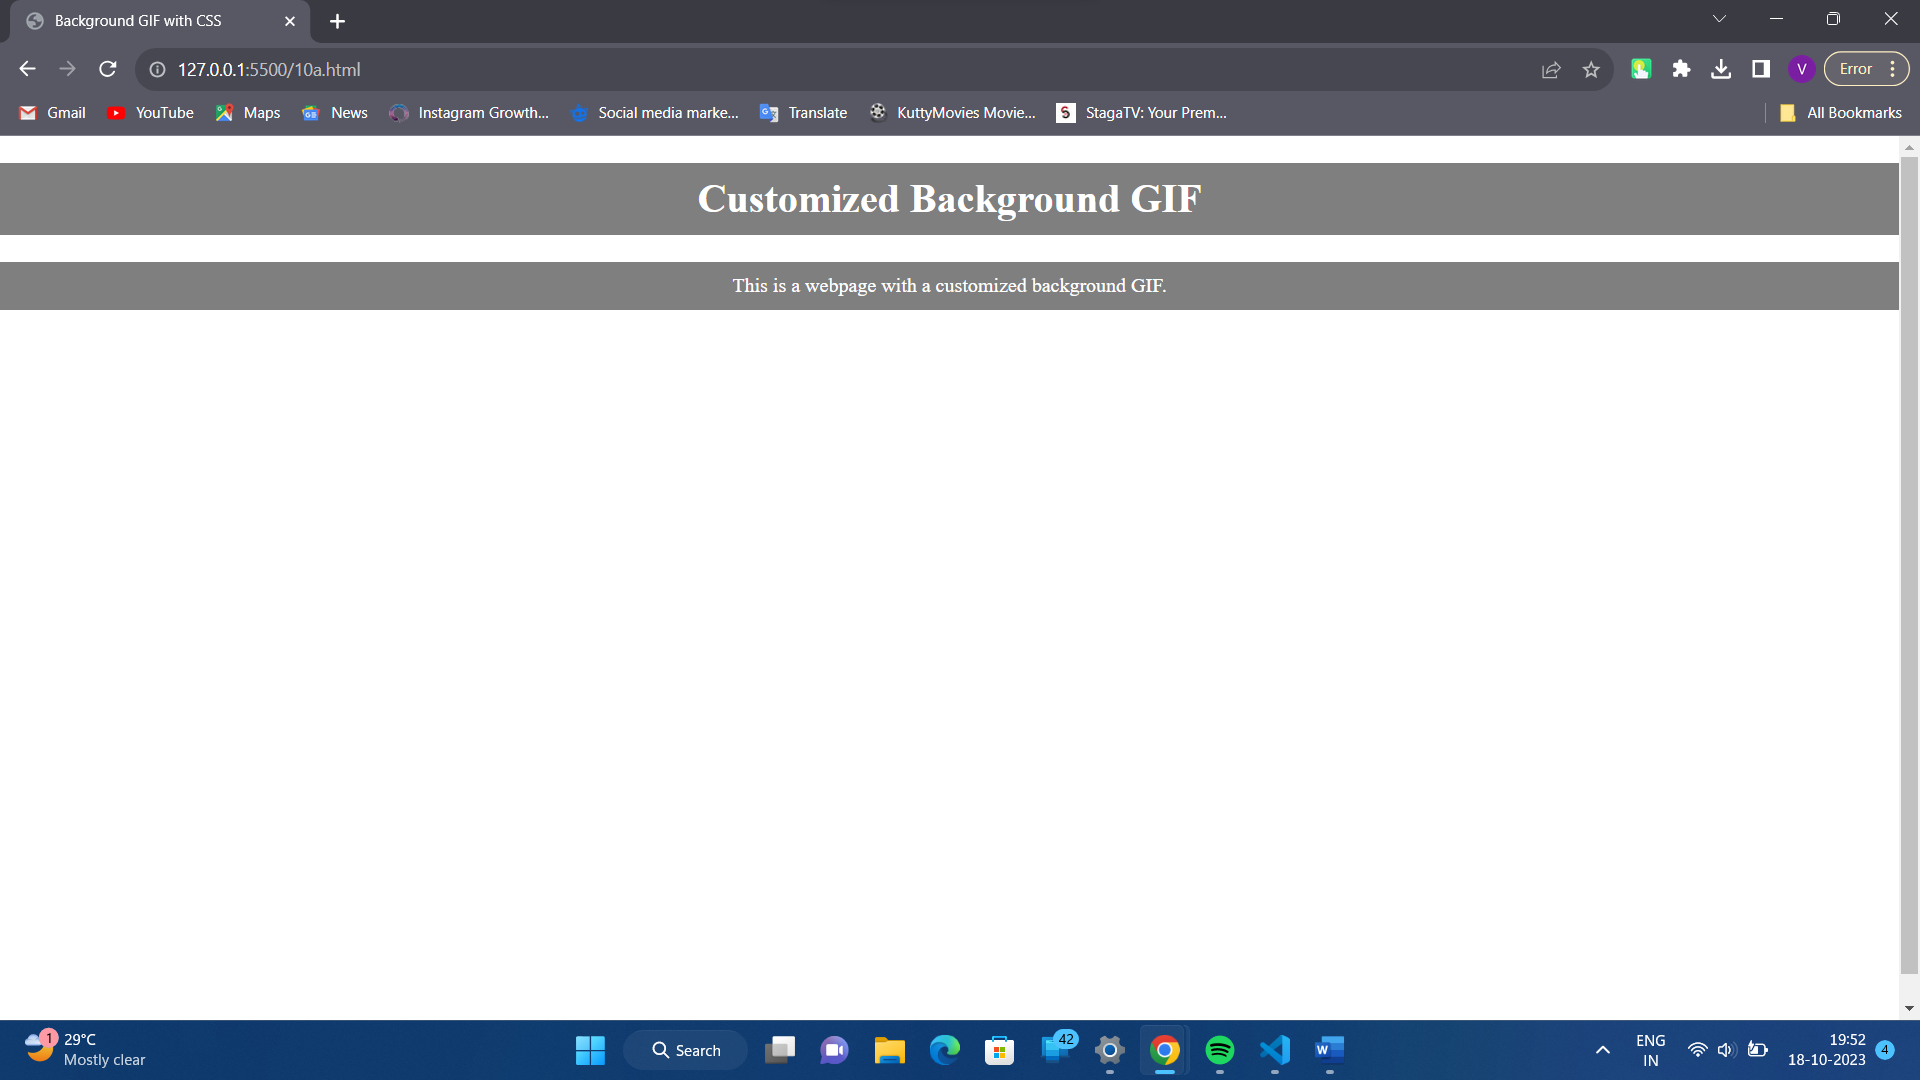 Background GIF with CSS
127.0.0.1:5500/10a.html
V
Error
Gmail
YouTube
Maps
News
Instagram Growth...
Social media marke...
Translate
KuttyMovies Movie...
StagaTV: Your Prem...
All Bookmarks
Customized Background GIF
This is a webpage with a customized background GIF.
1
29°C
Mostly clear
Search
42
ENG
IN
19:52
18-10-2023
4